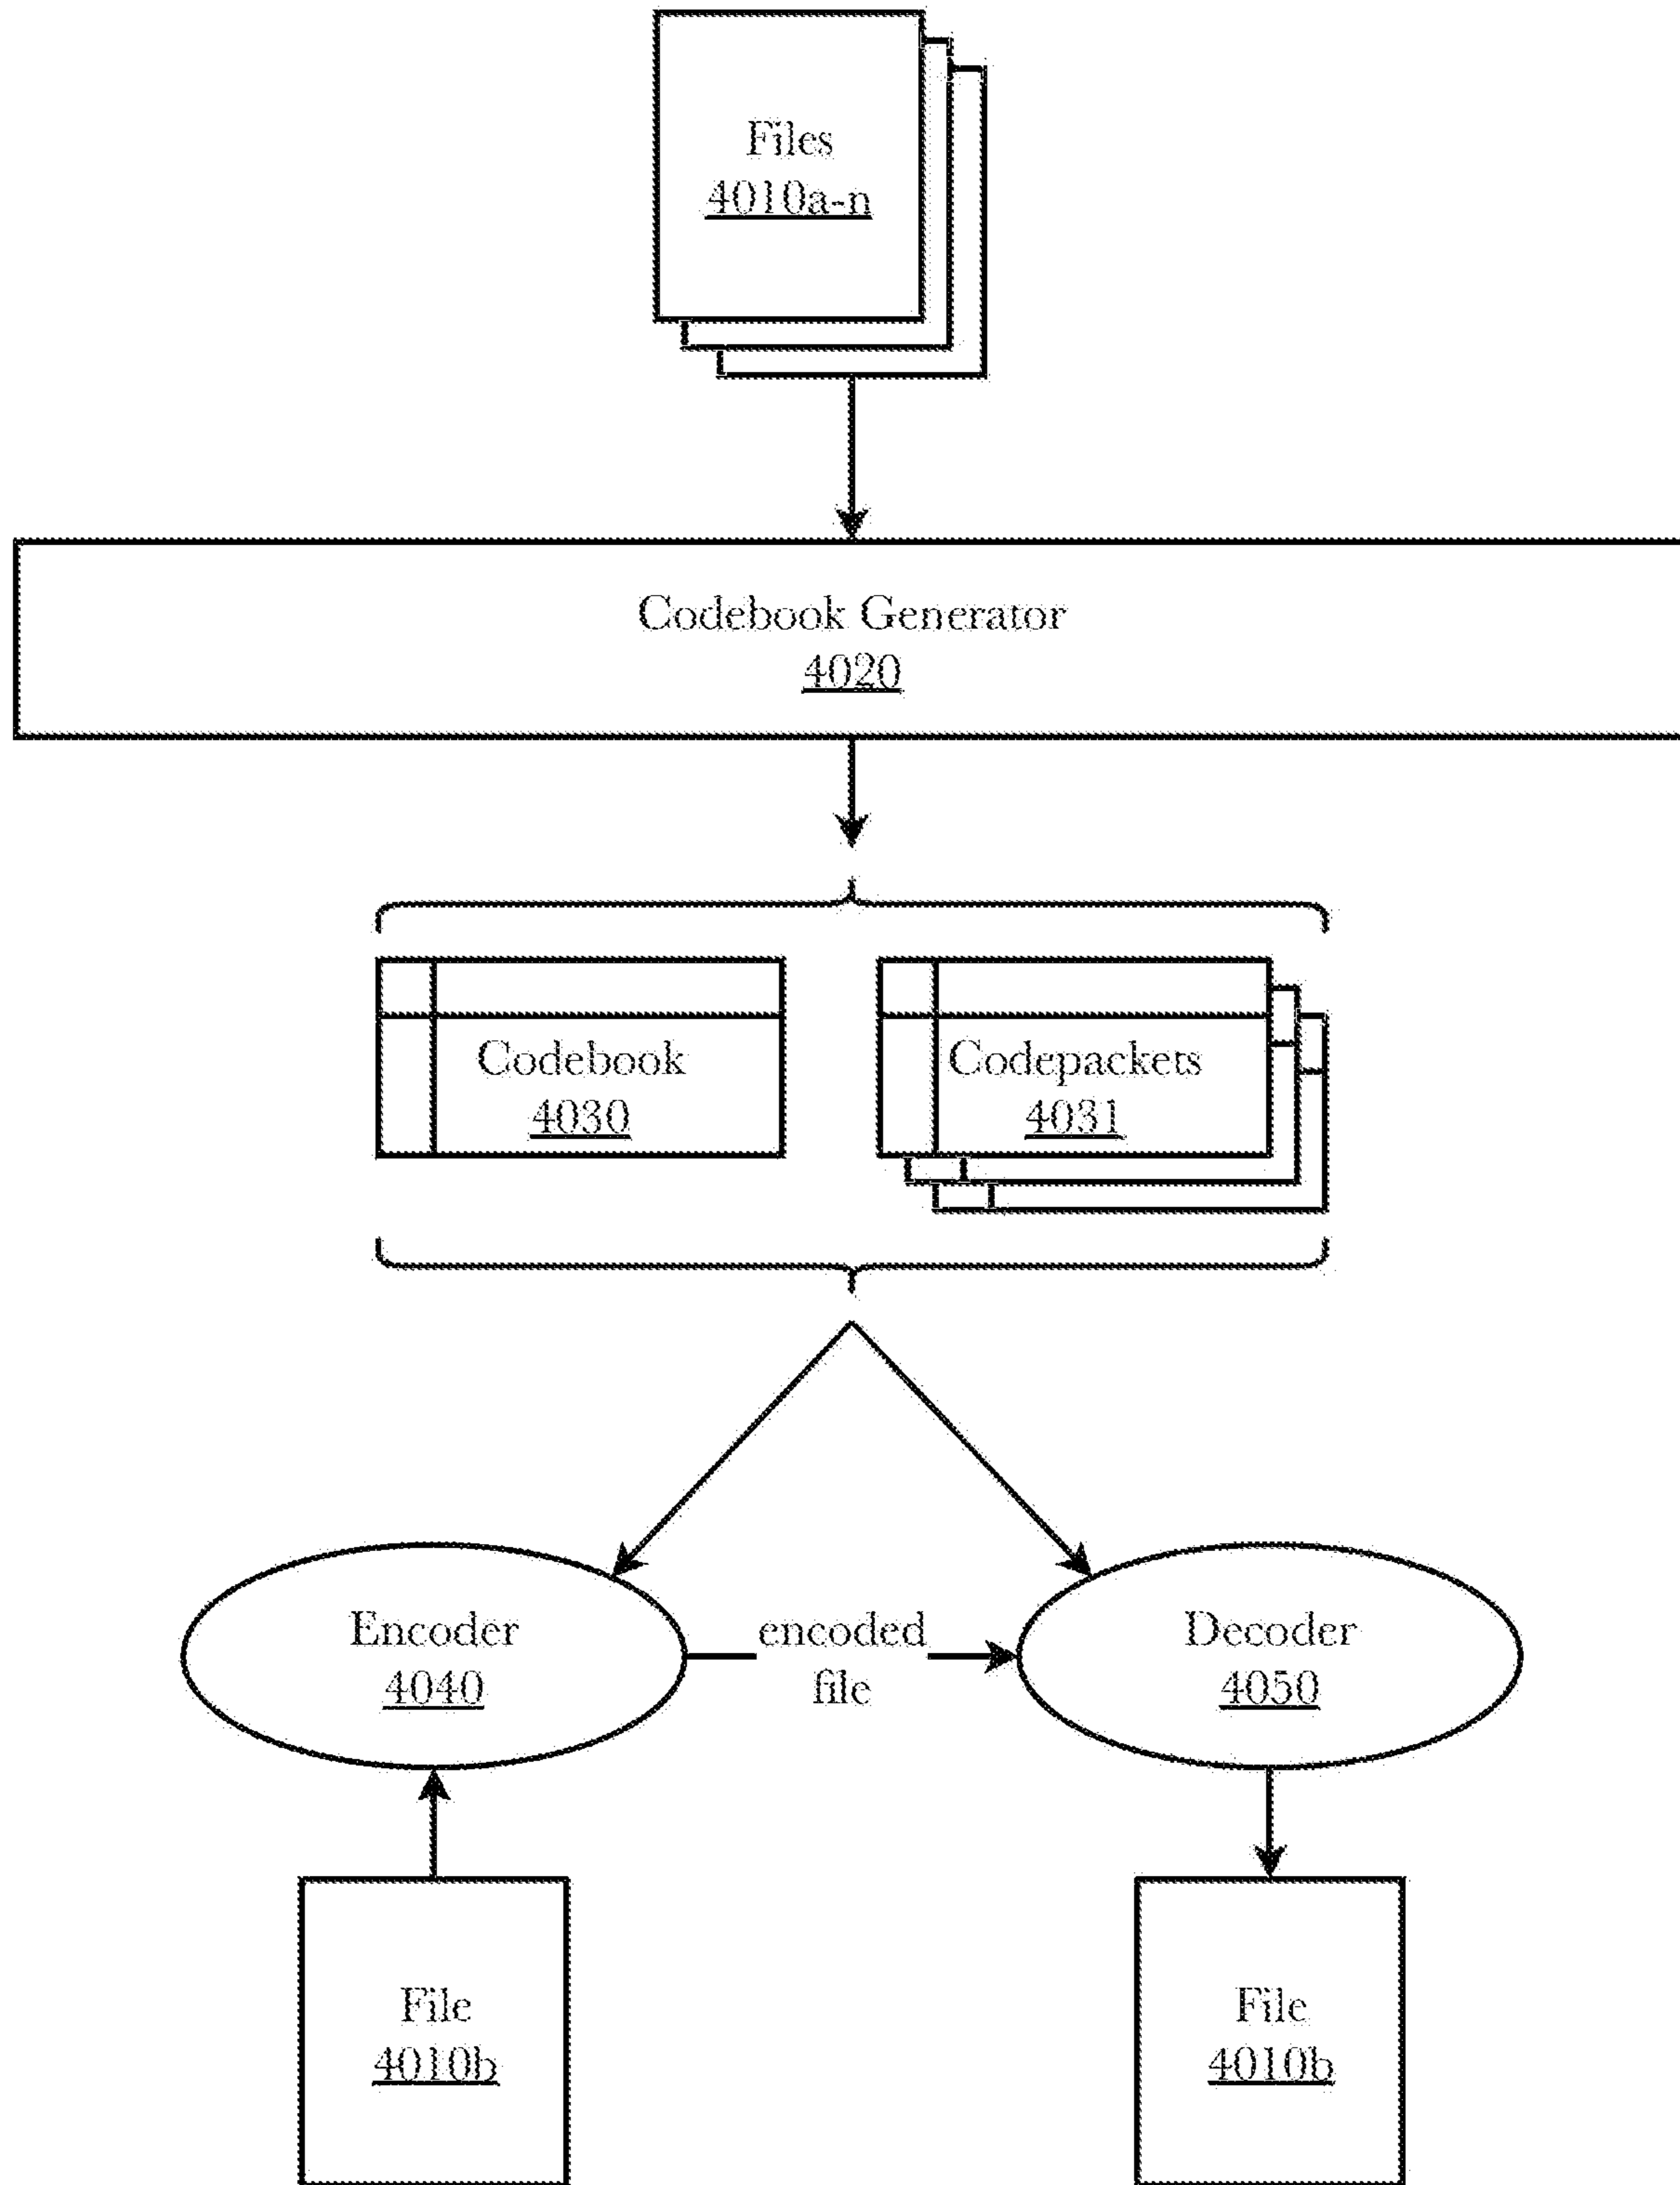 Files
4010a-n
Codebook Generator
4020
Codebook
4030
Codepackets
4031
Encoder
4040
encoded
file
Decoder
4050
File
4010b
File
4010b